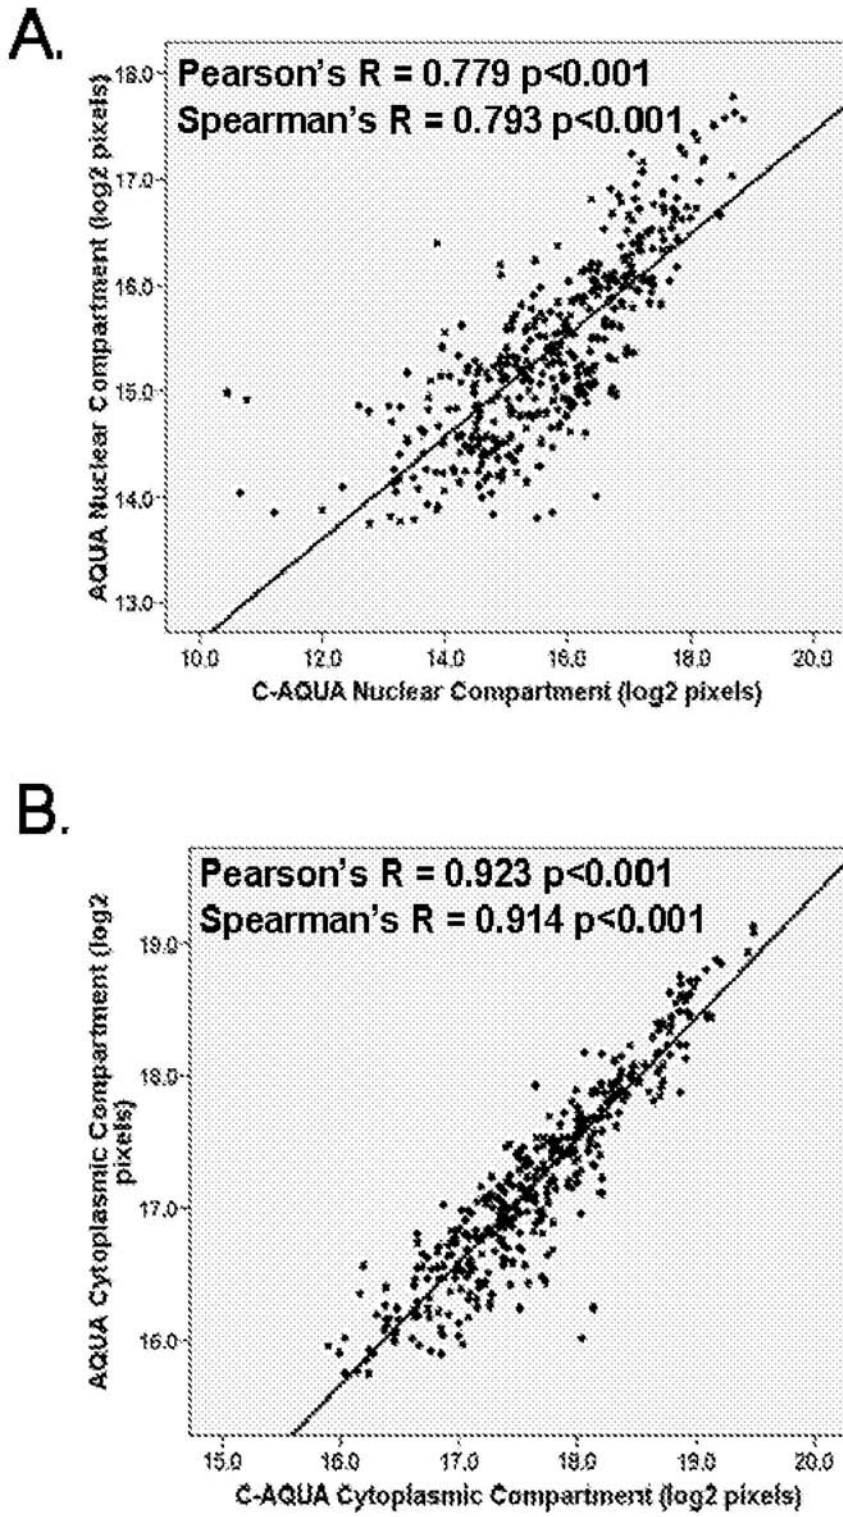 A.
Pearson's R = 0.779 p<0.001
Spearman's R = 0.793 p<0.001
AQUA Nuclear Compartment (log2 pixels)
18.0
17.0
16.0
15.0
14.0
13.0
10.0 12.0 14.0 16.0 18.0 20.0
C-AQUA Nuclear Compartment (log2 pixels)
B.
Pearson's R = 0.923 p<0.001
Spearman's R = 0.914 p<0.001
AQUA Cytoplasmic Compartment (log2
pixels)
19.0
18.0
17.0
16.0
15.0 16.0 17.0 18.0 19.0 20.0
C-AQUA Cytoplasmic Compartment (log2 pixels)